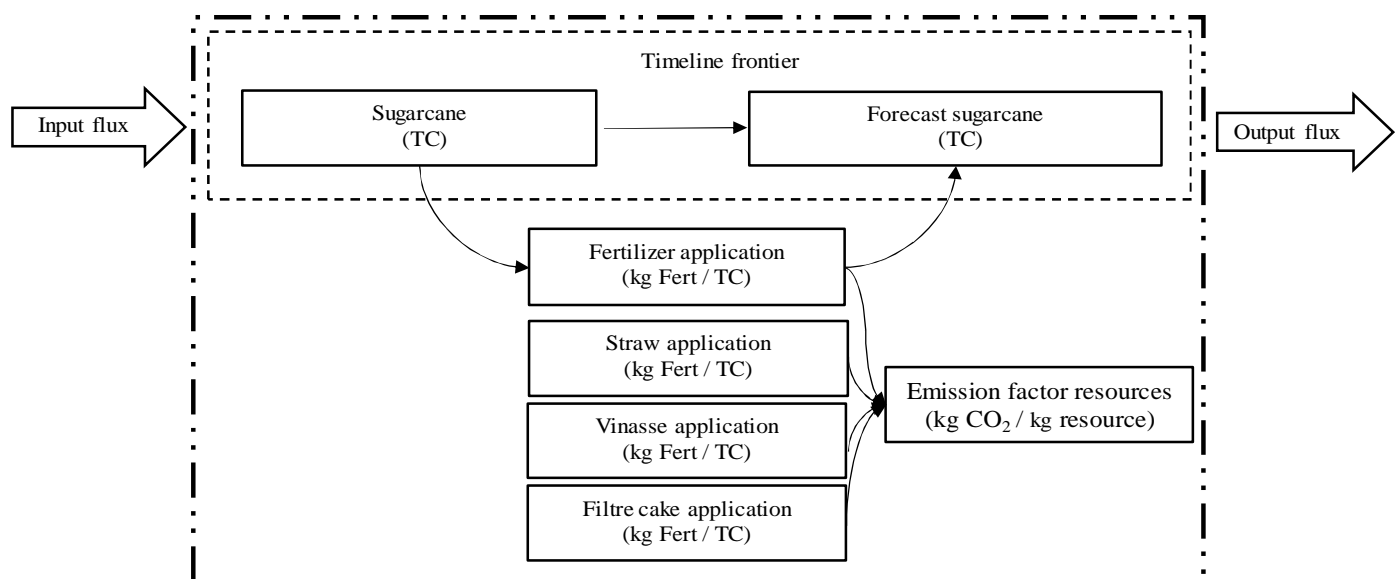 Timeline frontier
Input flux
Sugarcane
(TC)
Forecast sugarcane
(TC)
Output flux
Fertilizer application
(kg Fert / TC)
Straw application
(kg Fert / TC)
Vinasse application
(kg Fert / TC)
Filtre cake application
(kg Fert / TC)
Emission factor resources
(kg CO₂ / kg resource)